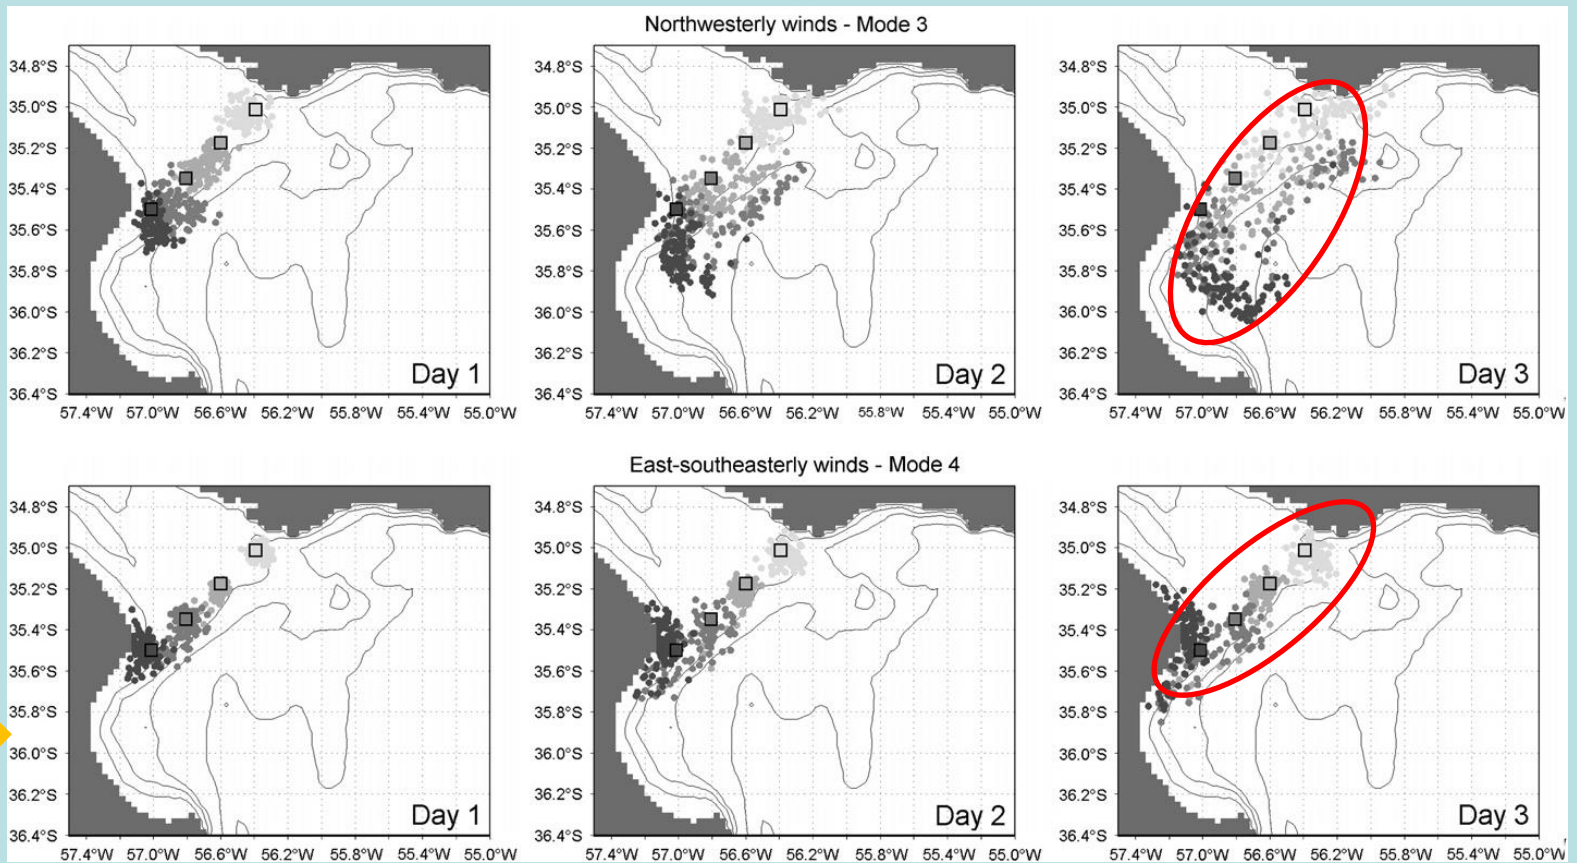 Northwesterly winds - Mode 3
34.8°S 34.8°S 34.8°S
35.0°S 35.0°S 35.0°S
35.2°S 35.2°S 35.2°S
35.4°S 35.4°S 35.4°S
35.6°S 35.6°S 35.6°S
35.8°S 35.8°S 35.8°S
36.0°S 36.0°S 36.0°S
36.2°S 36.2°S 36.2°S
Day 1 Day 2 Day 3
36.4°S 36.4°S 36.4°S
57.4°W 57.0°W 56.6°W 56.2°W 55.8°W 55.4°W 55.0°W 57.4°W 57.0°W 56.6°W 56.2°W 55.8°W 55.4°W 55.0°W 57.4°W 57.0°W 56.6°W 56.2°W 55.8°W 55.4°W 55.0°W
East-southeasterly winds - Mode 4
34.8°S 34.8°S 34.8°S
35.0°S 35.0°S 35.0°S
35.2°S 35.2°S 35.2°S
35.4°S 35.4°S 35.4°S
35.6°S 35.6°S 35.6°S
35.8°S 35.8°S 35.8°S
36.0°S 36.0°S 36.0°S
36.2°S 36.2°S 36.2°S
Day 1 Day 2 Day 3
36.4°S 36.4°S 36.4°S
57.4°W 57.0°W 56.6°W 56.2°W 55.8°W 55.4°W 55.0°W 57.4°W 57.0°W 56.6°W 56.2°W 55.8°W 55.4°W 55.0°W 57.4°W 57.0°W 56.6°W 56.2°W 55.8°W 55.4°W 55.0°W